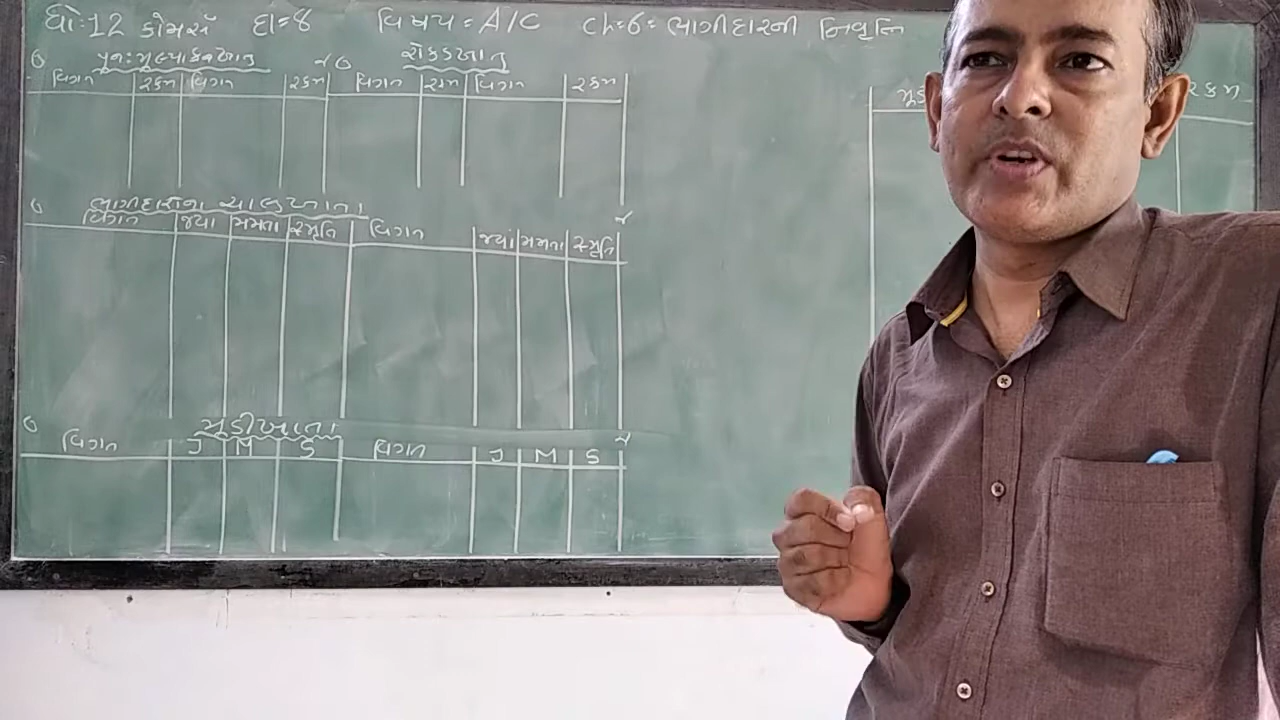 ધો:12 કોમર્સ દા=8 વિષય = A/C Ch=6= ભાગીદારની નિવૃત્તિ
ઉ પુન:મૂલ્યાંકન ખાતુ જ ઉ રોકડખાતુ
વિગત રકમ વિગત રકમ વિગત રકમ વિગત રકમ
રકમ
ઉ ભાગીદારોના ચાલુખાતા જ
વિગત જયા મમતા સ્મૃતિ વિગત જયા મમતા સ્મૃતિ
ઉ મૂડીખાતા જ
વિગત J M S વિગત J M S